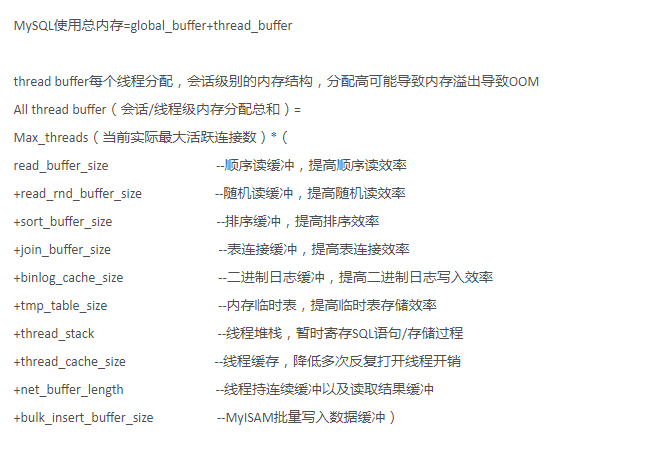 MySQL使用总内存=global_buffer+thread_buffer
thread buffer每个线程分配，会话级别的内存结构，分配高可能导致内存溢出导致OOM
All thread buffer（会话/线程级内存分配总和）=
Max_threads（当前实际最大活跃连接数）*（
read_buffer_size --顺序读缓冲，提高顺序读效率
+read_rnd_buffer_size --随机读缓冲，提高随机读效率
+sort_buffer_size --排序缓冲，提高排序效率
+join_buffer_size --表连接缓冲，提高表连接效率
+binlog_cache_size --二进制日志缓冲，提高二进制日志写入效率
+tmp_table_size --内存临时表，提高临时表存储效率
+thread_stack --线程堆栈，暂时寄存SQL语句/存储过程
+thread_cache_size --线程缓存，降低多次反复打开线程开销
+net_buffer_length --线程持连续缓冲以及读取结果缓冲
+bulk_insert_buffer_size --MyISAM批量写入数据缓冲）